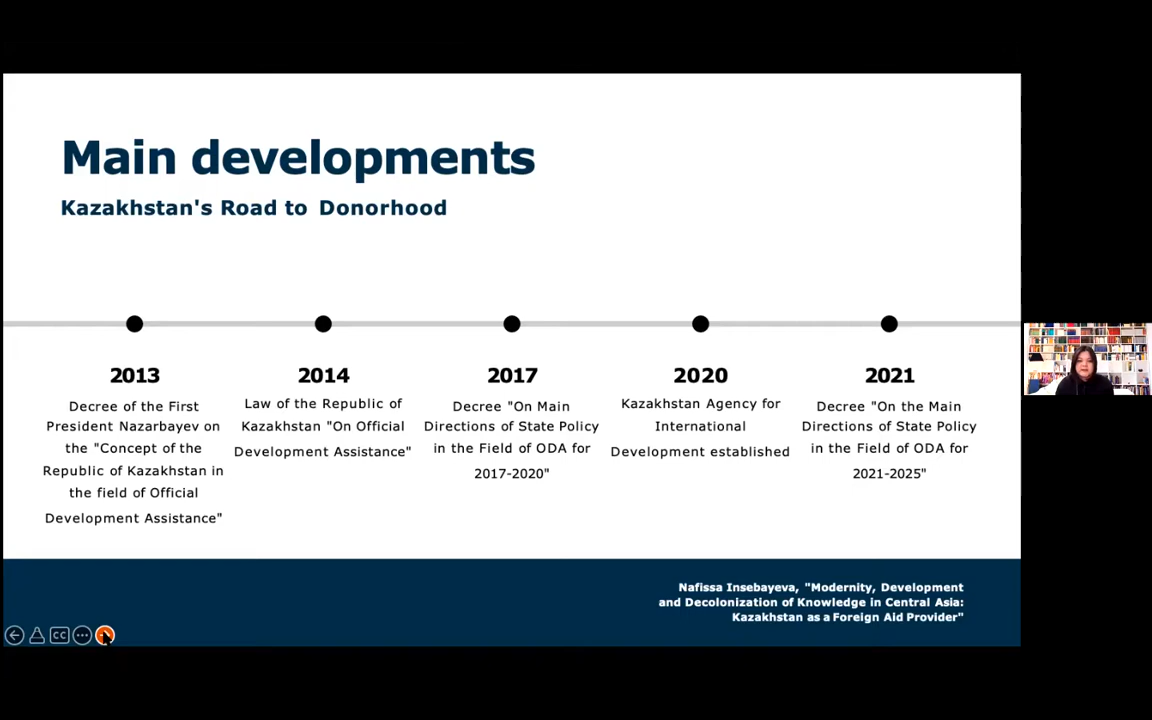 Main developments
Kazakhstan's Road to Donorhood
2013
Decree of the First
President Nazarbayev on
the "Concept of the
Republic of Kazakhstan in
the field of Official
Development Assistance"
2014
Law of the Republic of
Kazakhstan "On Official
Development Assistance"
2017
Decree "On Main
Directions of State Policy
in the Field of ODA for
2017-2020"
2020
Kazakhstan Agency for
International
Development established
2021
Decree "On the Main
Directions of State Policy
in the Field of ODA for
2021-2025"
Nafissa Insebayeva, "Modernity, Development
and Decolonization of Knowledge in Central Asia:
Kazakhstan as a Foreign Aid Provider"
CC